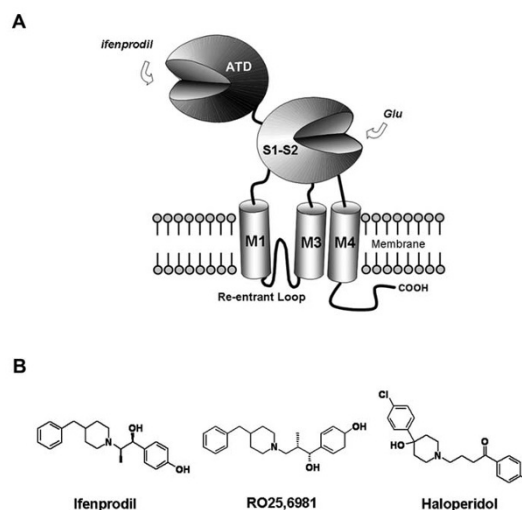 A
ifenprodil
ATD
Glu
S1-S2
M1
M3
M4
Membrane
Re-entrant Loop
COOH
B
Cl
OH
HO
OH
HO
N
N
N
O
OH
OH
Ifenprodil
RO25,6981
Haloperidol